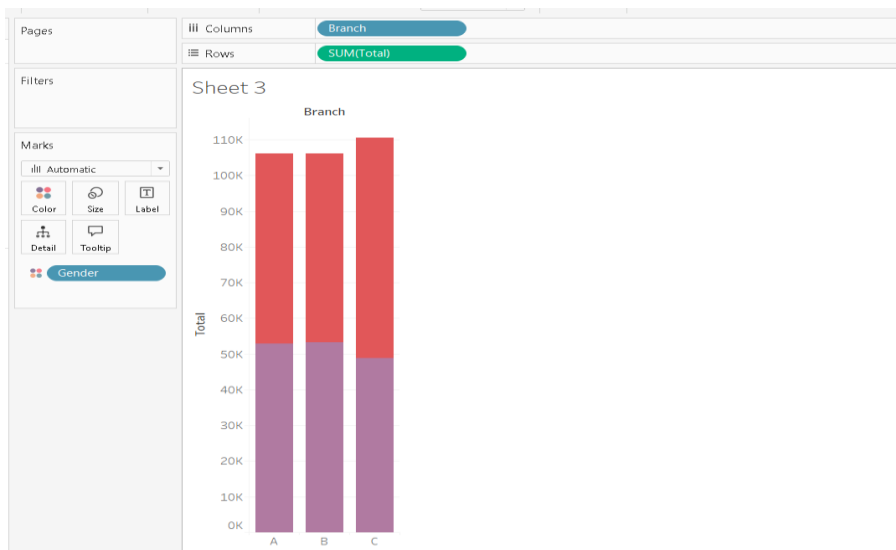 Pages
Columns
Branch
Rows
SUM(Total)
Filters
Marks
Automatic
Color
Size
Label
Detail
Tooltip
Gender
Sheet 3
Branch
Total
110K
100K
90K
80K
70K
60K
50K
40K
30K
20K
10K
0K
A B C